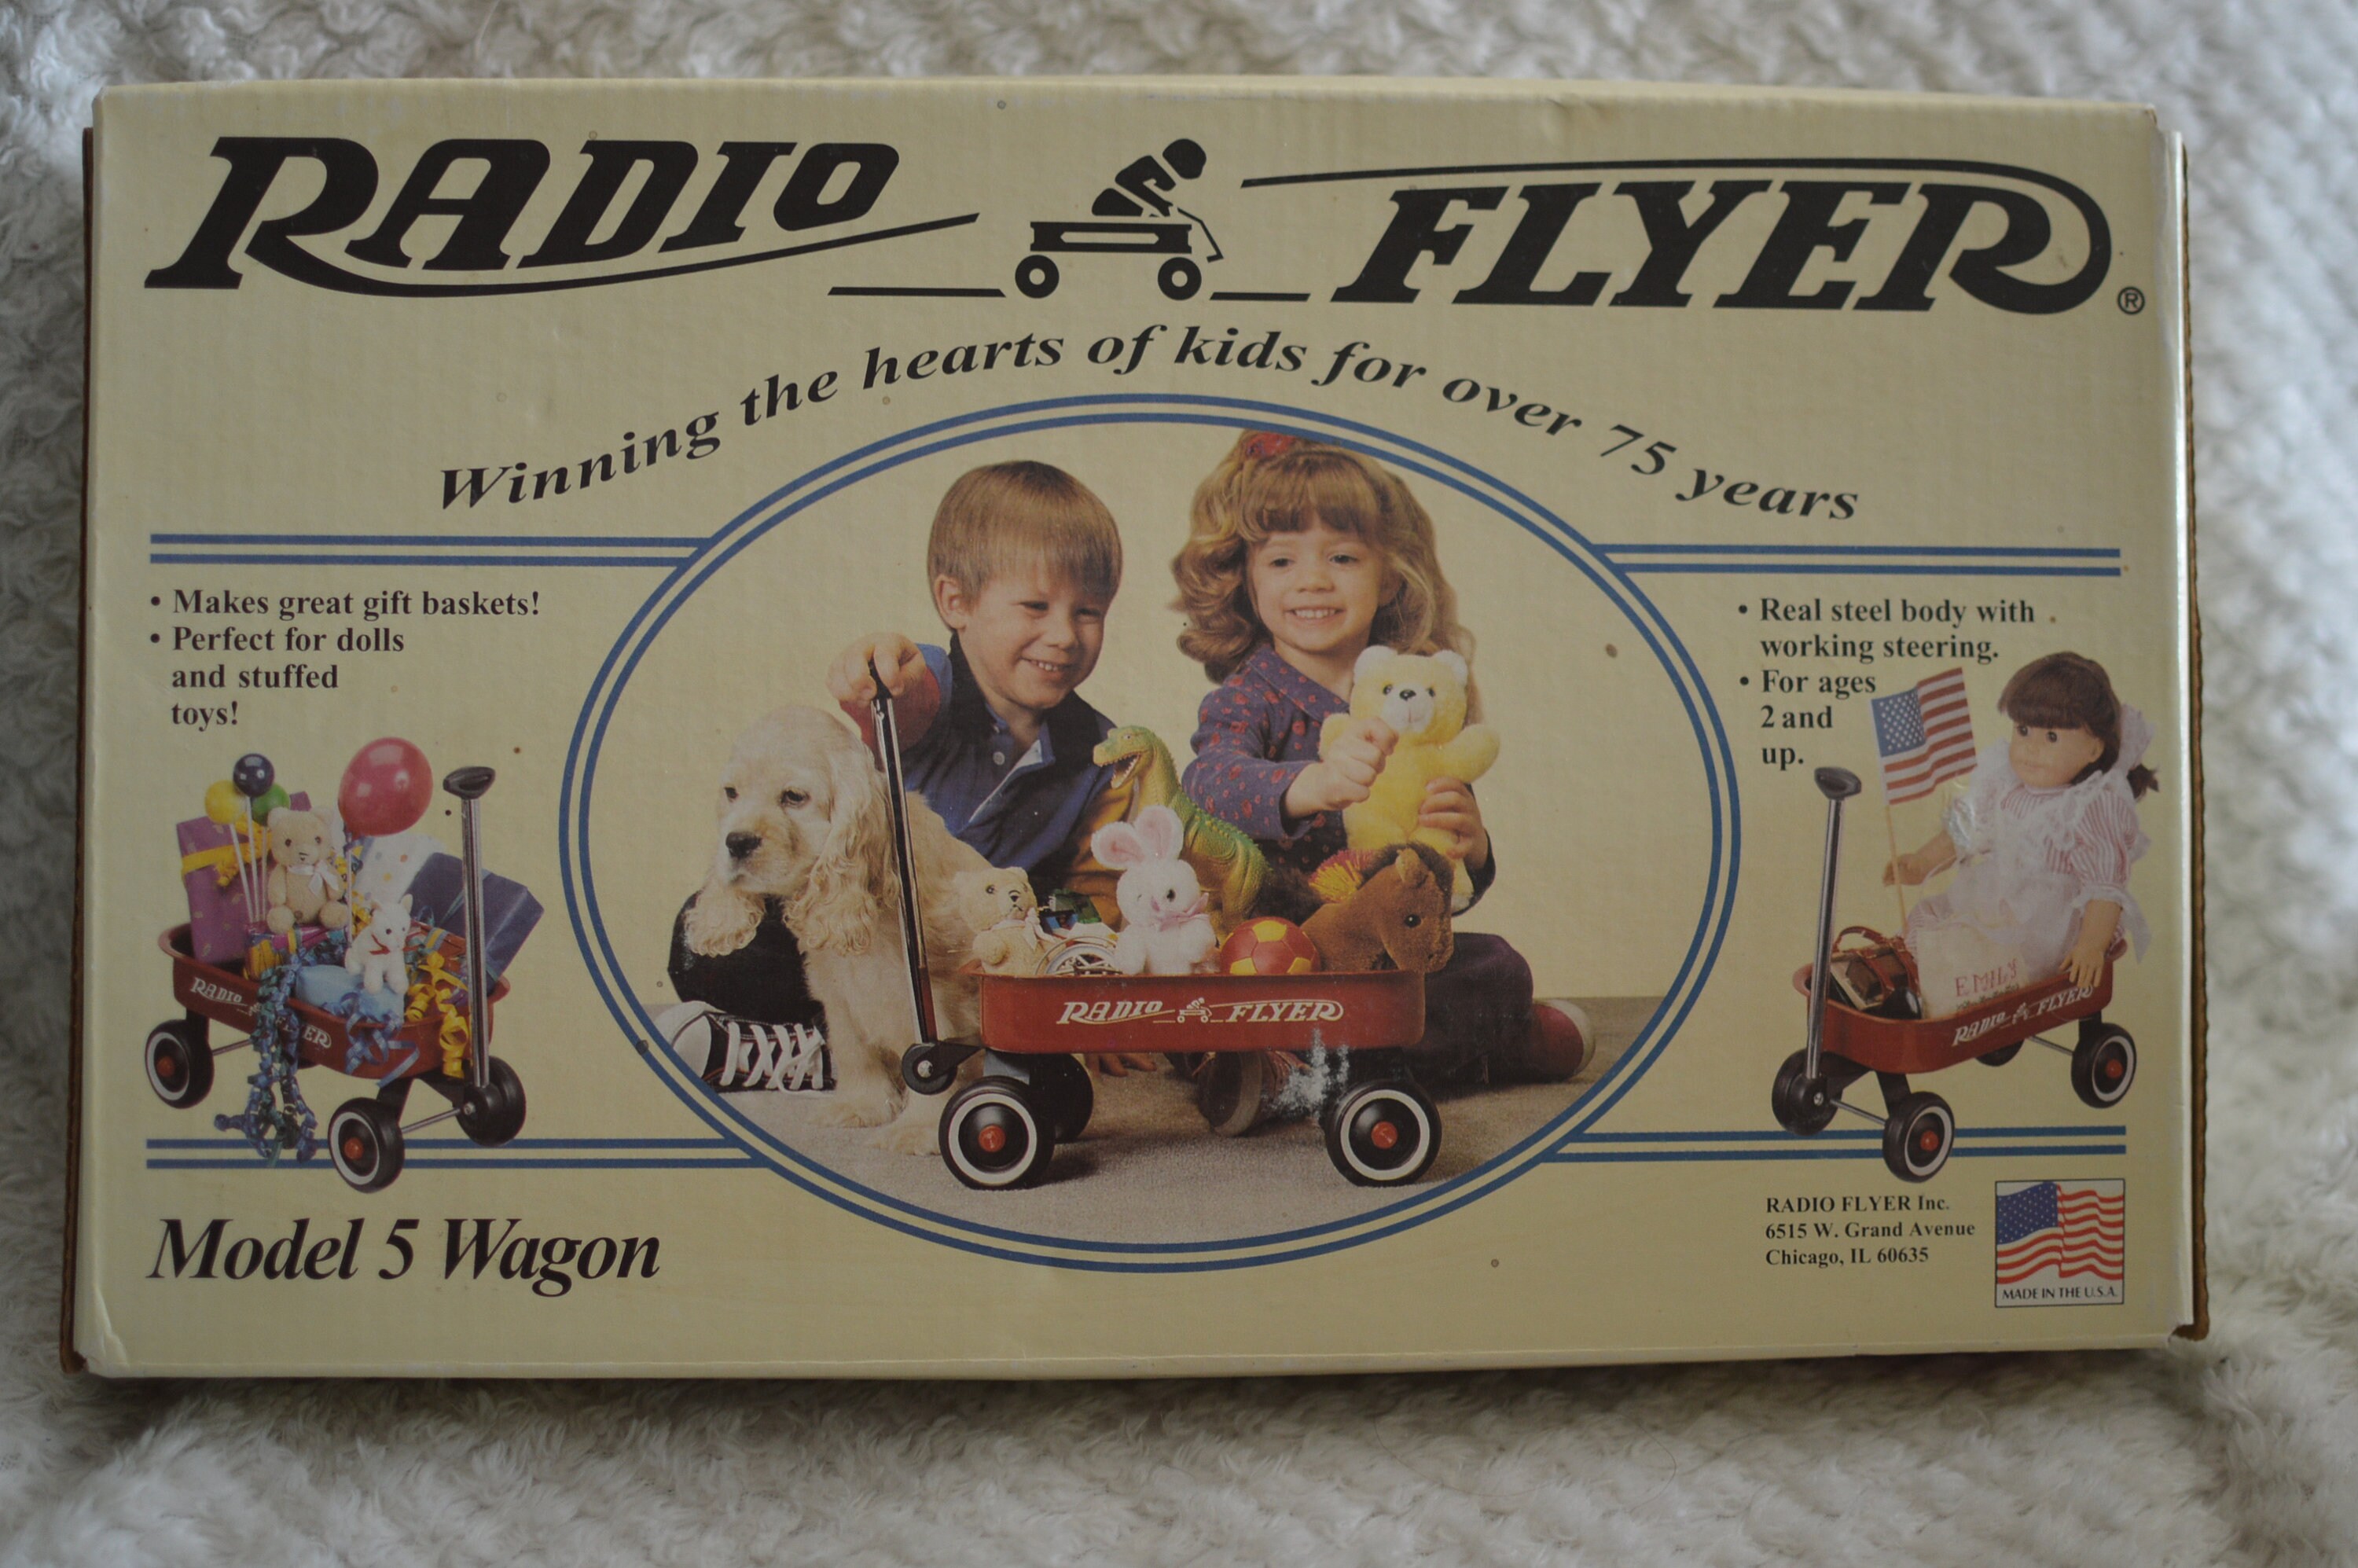 RADIO FLYER®
Winning the hearts of kids for over 75 years
• Makes great gift baskets!
• Perfect for dolls
and stuffed
toys!
• Real steel body with
working steering.
• For ages
2 and
up.
RADIO FLYER
RADIO FLYER
EMILY
RADIO FLYER
Model 5 Wagon
RADIO FLYER Inc.
6515 W. Grand Avenue
Chicago, IL 60635
MADE IN THE U.S.A.